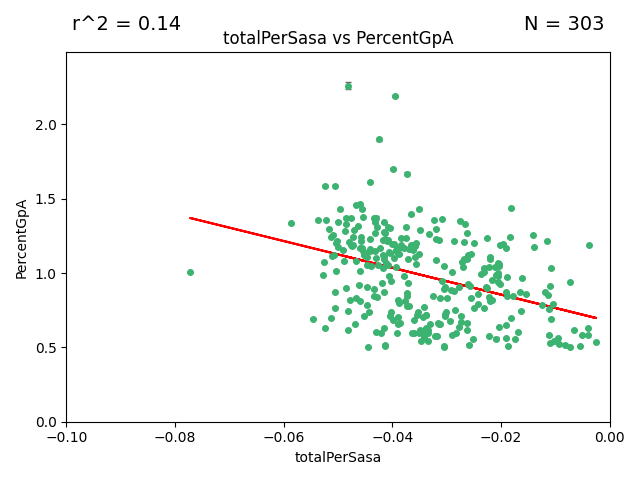 r^2 = 0.14
N = 303
totalPerSasa vs PercentGpA
PercentGpA
2.0
1.5
1.0
0.5
0.0
−0.10 −0.08 −0.06 −0.04 −0.02 0.00
totalPerSasa